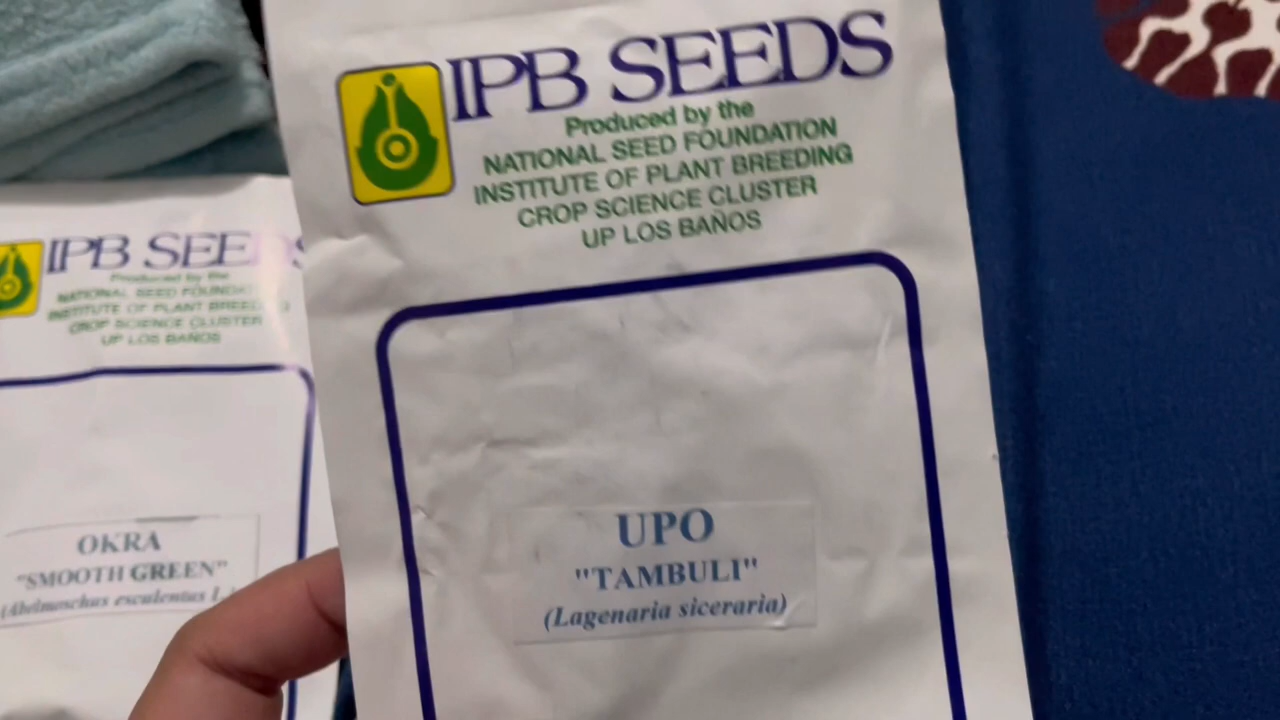 IPB SEEDS
Produced by the
NATIONAL SEED FOUNDATION
INSTITUTE OF PLANT BREEDING
CROP SCIENCE CLUSTER
UP LOS BAÑOS
UPO
"TAMBULI"
(Lagenaria siceraria)
IPB SEEDS
Produced by the
NATIONAL SEED FOUNDA
INSTITUTE OF PLANT BREEDING
CROP SCIENCE CLUSTER
UP LOS BAÑOS
OKRA
"SMOOTH GREEN"
(Abelmoschus esculentus L.)